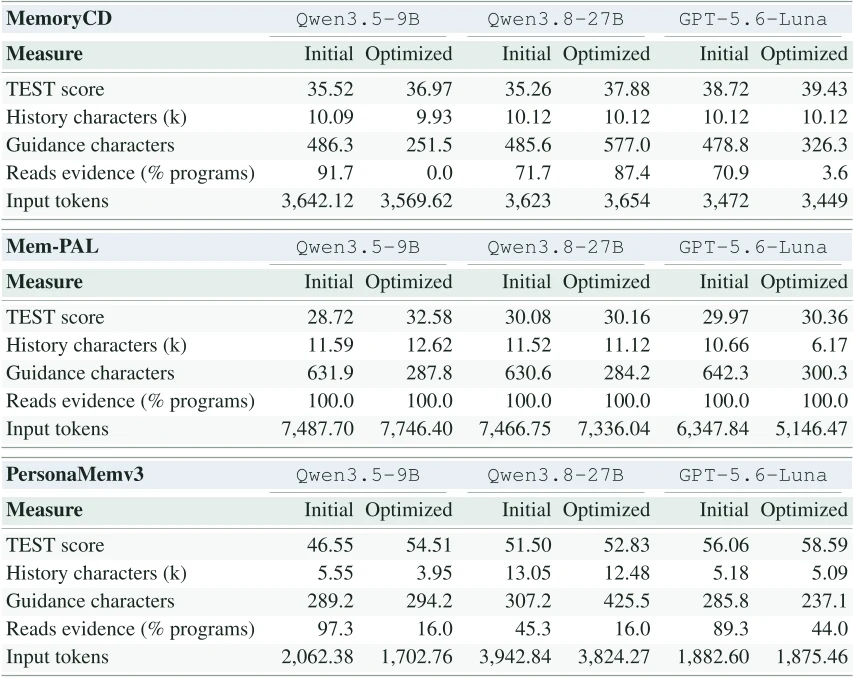 MemoryCD Qwen3.5-9B Qwen3.8-27B GPT-5.6-Luna
Measure Initial Optimized Initial Optimized Initial Optimized
TEST score 35.52 36.97 35.26 37.88 38.72 39.43
History characters (k) 10.09 9.93 10.12 10.12 10.12 10.12
Guidance characters 486.3 251.5 485.6 577.0 478.8 326.3
Reads evidence (% programs) 91.7 0.0 71.7 87.4 70.9 3.6
Input tokens 3,642.12 3,569.62 3,623 3,654 3,472 3,449
Mem-PAL Qwen3.5-9B Qwen3.8-27B GPT-5.6-Luna
Measure Initial Optimized Initial Optimized Initial Optimized
TEST score 28.72 32.58 30.08 30.16 29.97 30.36
History characters (k) 11.59 12.62 11.52 11.12 10.66 6.17
Guidance characters 631.9 287.8 630.6 284.2 642.3 300.3
Reads evidence (% programs) 100.0 100.0 100.0 100.0 100.0 100.0
Input tokens 7,487.70 7,746.40 7,466.75 7,336.04 6,347.84 5,146.47
PersonaMemv3 Qwen3.5-9B Qwen3.8-27B GPT-5.6-Luna
Measure Initial Optimized Initial Optimized Initial Optimized
TEST score 46.55 54.51 51.50 52.83 56.06 58.59
History characters (k) 5.55 3.95 13.05 12.48 5.18 5.09
Guidance characters 289.2 294.2 307.2 425.5 285.8 237.1
Reads evidence (% programs) 97.3 16.0 45.3 16.0 89.3 44.0
Input tokens 2,062.38 1,702.76 3,942.84 3,824.27 1,882.60 1,875.46